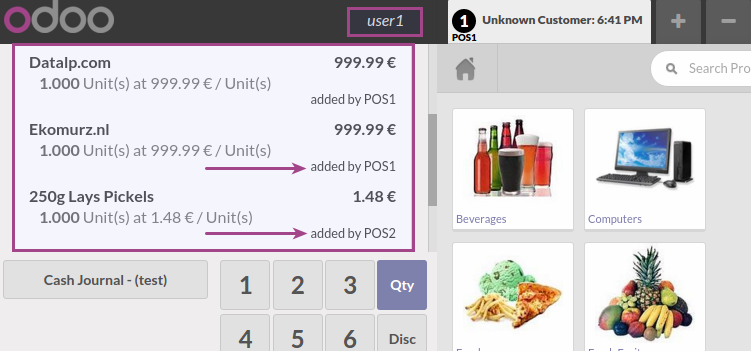 odoo
user1
1
POS1
Unknown Customer: 6:41 PM
+
−
Datalp.com 999.99 €
1.000 Unit(s) at 999.99 € / Unit(s)
added by POS1
Ekomurz.nl 999.99 €
1.000 Unit(s) at 999.99 € / Unit(s)
added by POS1
250g Lays Pickels 1.48 €
1.000 Unit(s) at 1.48 € / Unit(s)
added by POS2
Cash Journal - (test)
1 2 3 Qty
4 5 6 Disc
Search Pro
Beverages
Computers